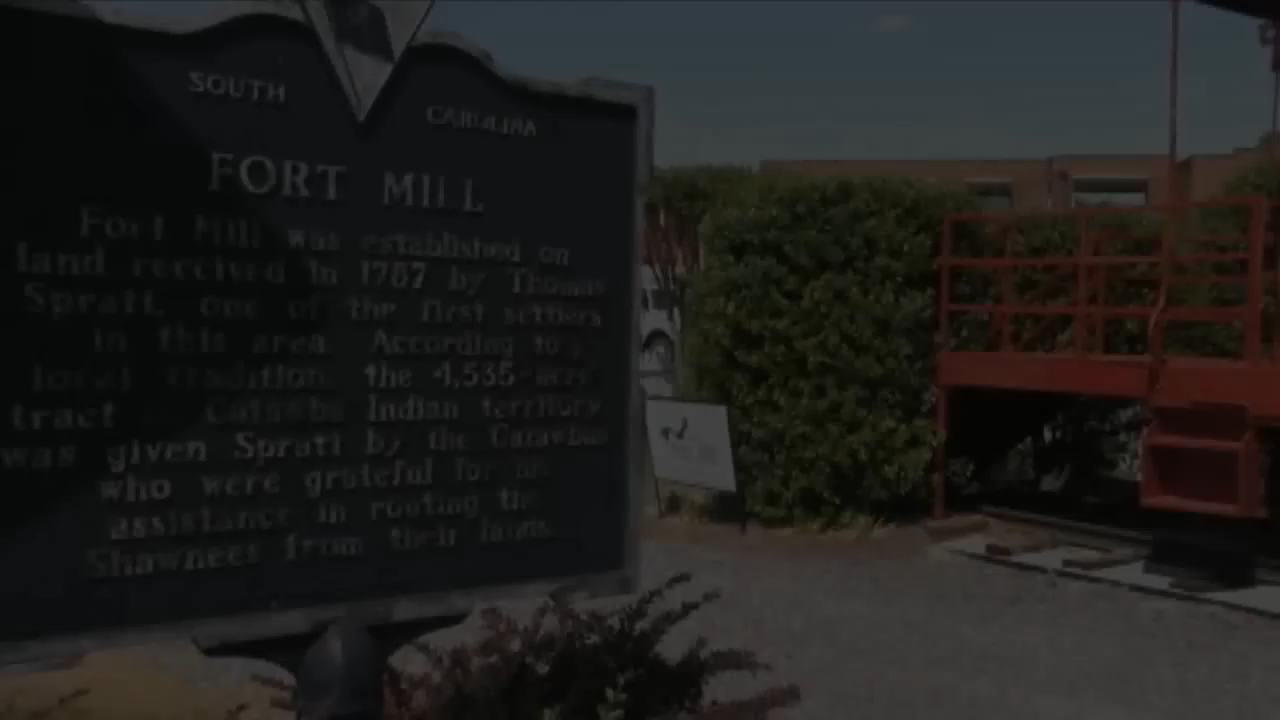 SOUTH CAROLINA
FORT MILL
Fort Mill was established on
land received in 1787 by Thomas
Spratt, one of the first settlers
in this area. According to
local tradition, the 4,535-acre
tract of Catawba Indian territory
was given Spratt by the Catawbas
who were grateful for his
assistance in routing the
Shawnees from their lands.